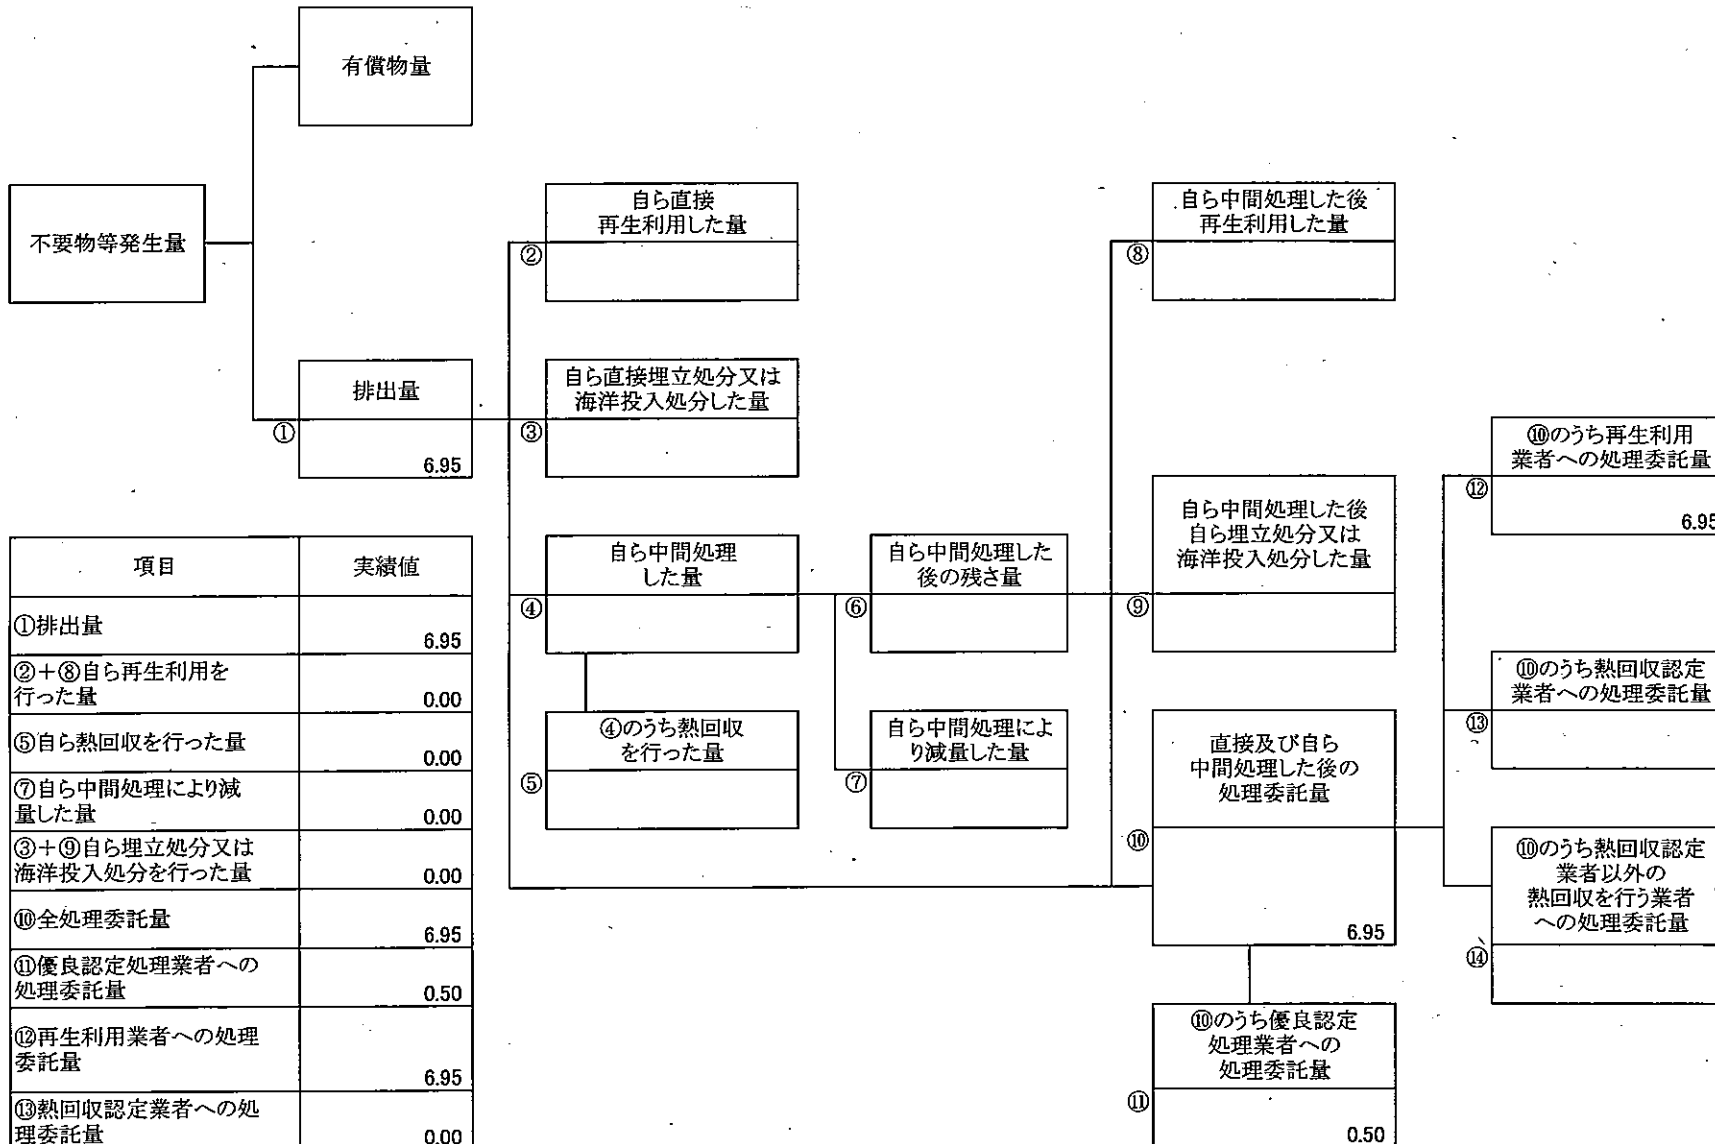 有償物量
不要物等発生量
自ら直接
再生利用した量
②
自ら中間処理した後
再生利用した量
⑧
排出量
①
6.95
自ら直接埋立処分又は
海洋投入処分した量
③
⑩のうち再生利用
業者への処理委託量
⑫
6.95
自ら中間処理
した量
④
自ら中間処理した
後の残さ量
⑥
自ら中間処理した後
自ら埋立処分又は
海洋投入処分した量
⑨
④のうち熱回収
を行った量
⑤
自ら中間処理によ
り減量した量
⑦
直接及び自ら
中間処理した後の
処理委託量
⑩
6.95
⑩のうち熱回収認定
業者への処理委託量
⑬
⑩のうち熱回収認定
業者以外の
熱回収を行う業者
への処理委託量
⑭
⑩のうち優良認定
処理業者への
処理委託量
⑪
0.50
項目 実績値
①排出量 6.95
②+⑧自ら再生利用を
行った量 0.00
⑤自ら熱回収を行った量 0.00
⑦自ら中間処理により減
量した量 0.00
③+⑨自ら埋立処分又は
海洋投入処分を行った量 0.00
⑩全処理委託量 6.95
⑪優良認定処理業者への
処理委託量 0.50
⑫再生利用業者への処理
委託量 6.95
⑬熱回収認定業者への処
理委託量 0.00